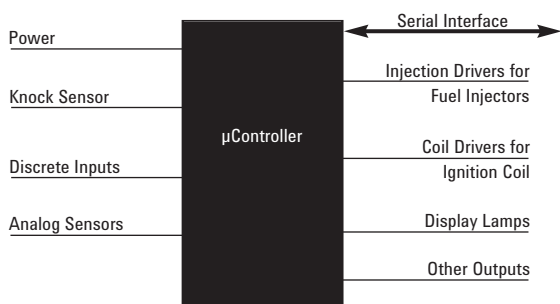 Serial Interface
Power
Injection Drivers for
Fuel Injectors
Knock Sensor
µController
Coil Drivers for
Ignition Coil
Discrete Inputs
Analog Sensors
Display Lamps
Other Outputs